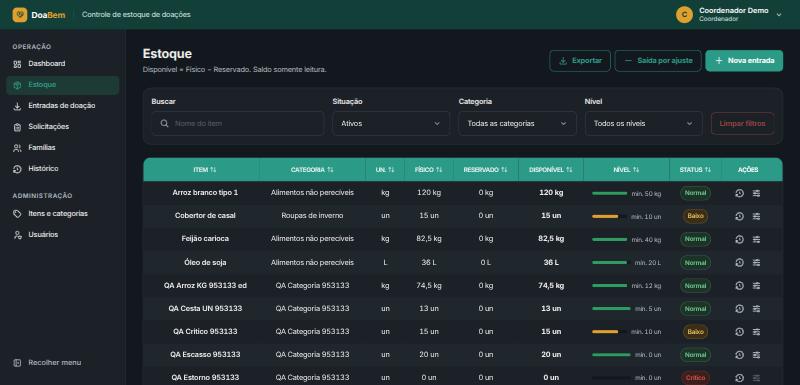 DoaBem
Controle de estoque de doações
C
Coordenador Demo
Coordenador
OPERAÇÃO
Dashboard
Estoque
Entradas de doação
Solicitações
Famílias
Histórico
ADMINISTRAÇÃO
Itens e categorias
Usuários
Recolher menu
Estoque
Disponível = Físico − Reservado. Saldo somente leitura.
Exportar
Saída por ajuste
Nova entrada
Buscar Situação Categoria Nível
Nome do item Ativos Todas as categorias Todos os níveis Limpar filtros
ITEM CATEGORIA UN. FÍSICO RESERVADO DISPONÍVEL NÍVEL STATUS AÇÕES
Arroz branco tipo 1 Alimentos não perecíveis kg 120 kg 0 kg 120 kg mín. 50 kg Normal
Cobertor de casal Roupas de inverno un 15 un 0 un 15 un mín. 10 un Baixo
Feijão carioca Alimentos não perecíveis kg 82,5 kg 0 kg 82,5 kg mín. 40 kg Normal
Óleo de soja Alimentos não perecíveis L 36 L 0 L 36 L mín. 20 L Normal
QA Arroz KG 953133 ed QA Categoria 953133 kg 74,5 kg 0 kg 74,5 kg mín. 12 kg Normal
QA Cesta UN 953133 QA Categoria 953133 un 13 un 0 un 13 un mín. 5 un Normal
QA Crítico 953133 QA Categoria 953133 un 15 un 0 un 15 un mín. 10 un Baixo
QA Escasso 953133 QA Categoria 953133 un 20 un 0 un 20 un mín. 0 un Normal
QA Estorno 953133 QA Categoria 953133 un 0 un 0 un 0 un mín. 0 un Crítico